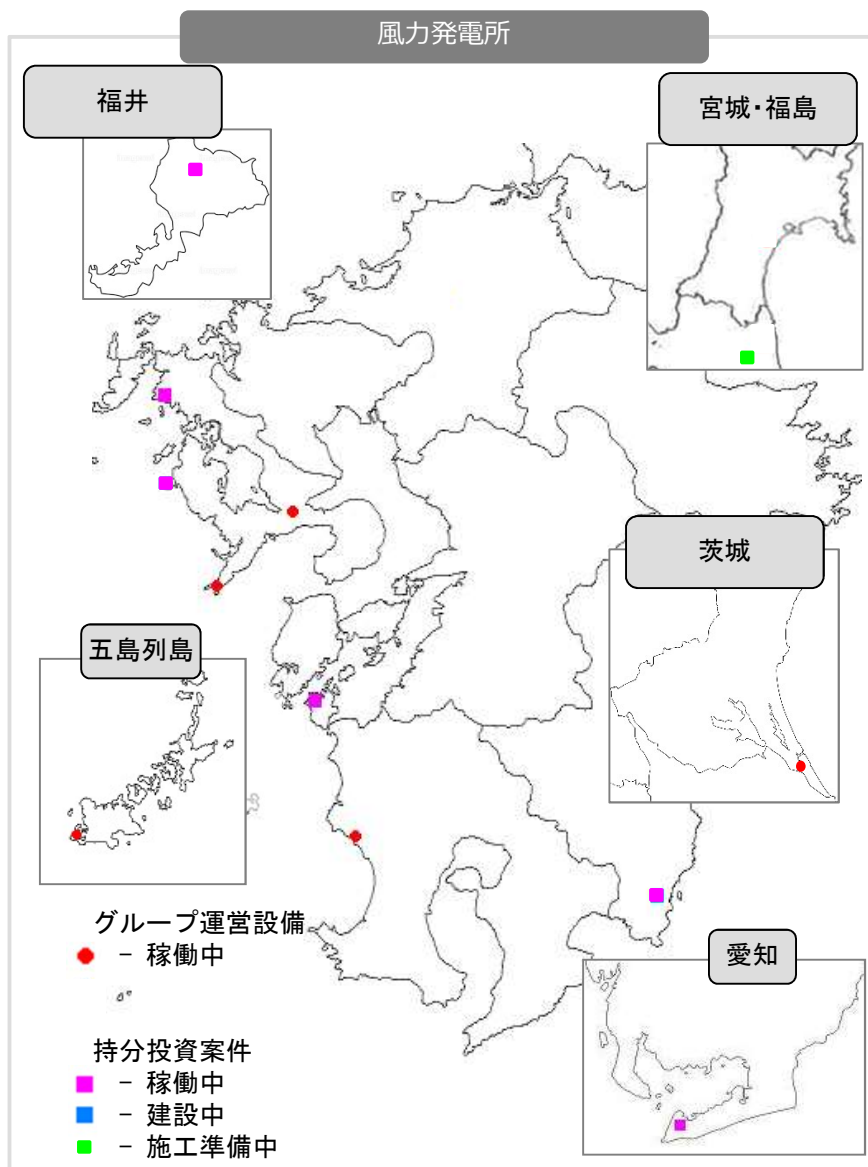 風力発電所
福井
宮城・福島
茨城
五島列島
グループ運営設備
- 稼働中
愛知
持分投資案件
- 稼働中
- 建設中
- 施工準備中